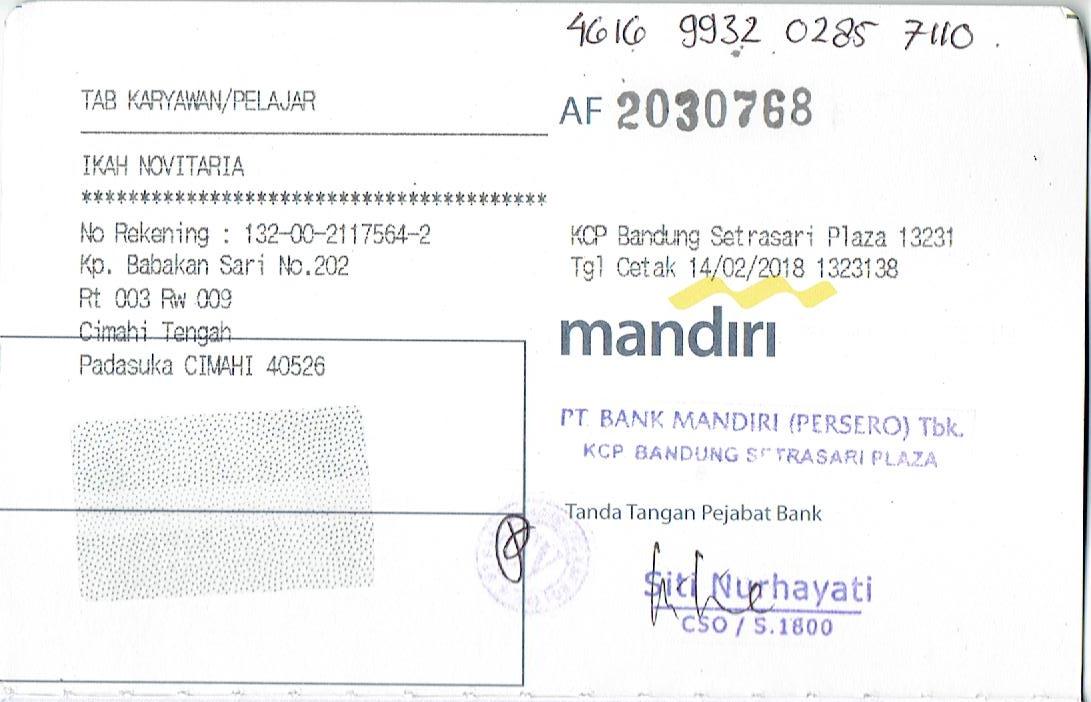 4616 9932 0285 7110 .
TAB KARYAWAN/PELAJAR
AF 2030768
IKAH NOVITARIA
****************************************
No Rekening : 132-00-2117564-2
Kp. Babakan Sari No.202
Rt 003 Rw 009
Cimahi Tengah
Padasuka CIMAHI 40526
KCP Bandung Setrasari Plaza 13231
Tgl Cetak 14/02/2018 1323138
mandırı
PT. BANK MANDIRI (PERSERO) Tbk.
KCP BANDUNG SETRASARI PLAZA
Tanda Tangan Pejabat Bank
Siti Nurhayati
CSO / S.1800